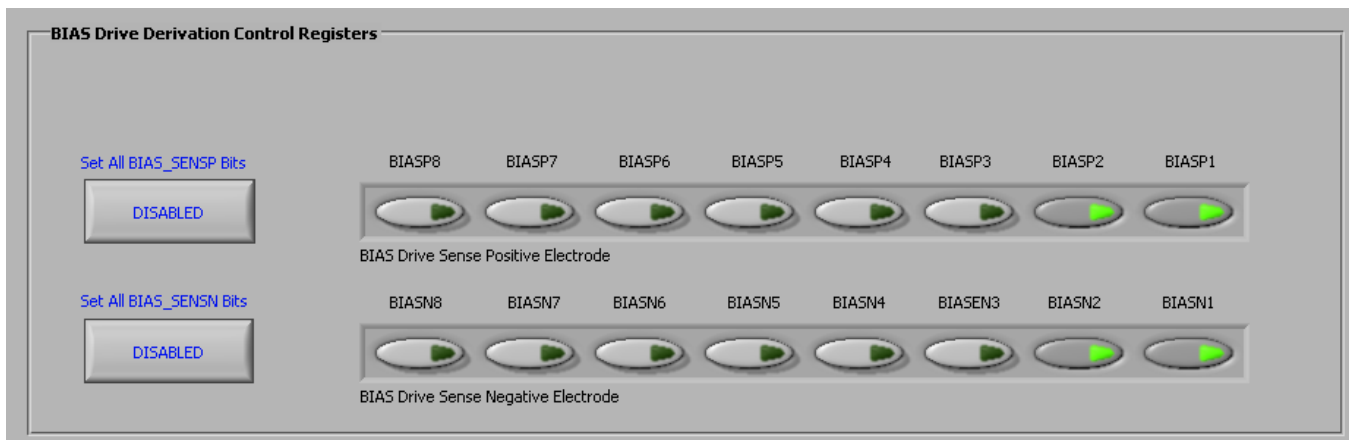 BIAS Drive Derivation Control Registers
Set All BIAS_SENSP Bits
BIASP8 BIASP7 BIASP6 BIASP5 BIASP4 BIASP3 BIASP2 BIASP1
DISABLED
BIAS Drive Sense Positive Electrode
Set All BIAS_SENSN Bits
BIASN8 BIASN7 BIASN6 BIASN5 BIASN4 BIASEN3 BIASN2 BIASN1
DISABLED
BIAS Drive Sense Negative Electrode